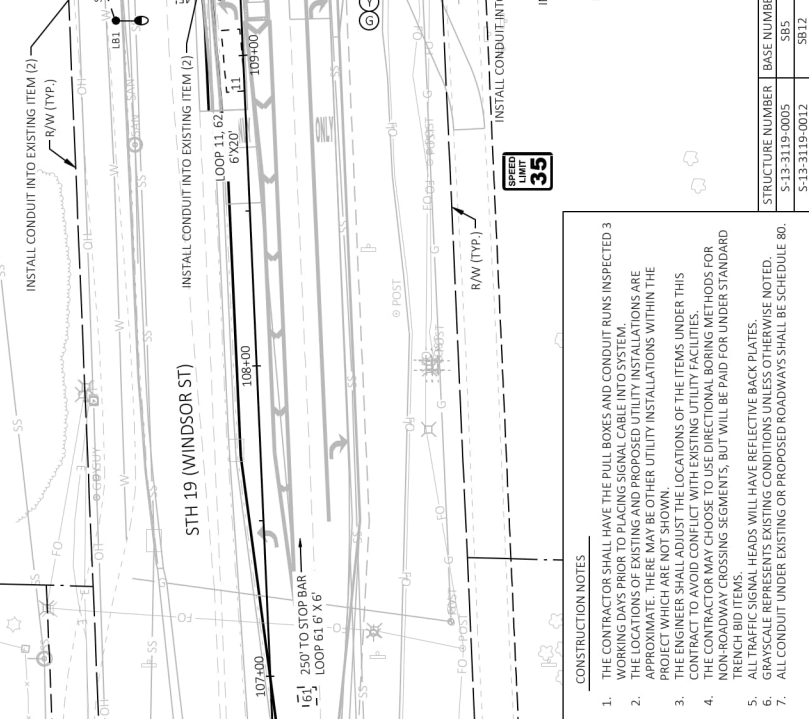 INSTALL CONDUIT INTO EXISTING ITEM (2)
R/W (TYP.)
LB1
INSTALL CONDUIT INTO EXISTING ITEM (2)
LOOP 11, 62,
6'X20'
11
109+00
108+00
107+00
STH 19 (WINDSOR ST)
ONLY
61
250' TO STOP BAR
LOOP 61 6' X 6'
R/W (TYP.)
POST
SPEED
LIMIT
35
G
INSTALL CONDUIT INTO
STRUCTURE NUMBER
BASE NUMBE
S-13-3119-0005
SB5
S-13-3119-0012
SB12
CONSTRUCTION NOTES
1. THE CONTRACTOR SHALL HAVE THE PULL BOXES AND CONDUIT RUNS INSPECTED 3
WORKING DAYS PRIOR TO PLACING SIGNAL CABLE INTO SYSTEM.
2. THE LOCATIONS OF EXISTING AND PROPOSED UTILITY INSTALLATIONS ARE
APPROXIMATE. THERE MAY BE OTHER UTILITY INSTALLATIONS WITHIN THE
PROJECT WHICH ARE NOT SHOWN.
3. THE ENGINEER SHALL ADJUST THE LOCATIONS OF THE ITEMS UNDER THIS
CONTRACT TO AVOID CONFLICT WITH EXISTING UTILITY FACILITIES.
4. THE CONTRACTOR MAY CHOOSE TO USE DIRECTIONAL BORING METHODS FOR
NON-ROADWAY CROSSING SEGMENTS, BUT WILL BE PAID FOR UNDER STANDARD
TRENCH BID ITEMS.
5. ALL TRAFFIC SIGNAL HEADS WILL HAVE REFLECTIVE BACK PLATES.
6. GRAYSCALE REPRESENTS EXISTING CONDITIONS UNLESS OTHERWISE NOTED.
7. ALL CONDUIT UNDER EXISTING OR PROPOSED ROADWAYS SHALL BE SCHEDULE 80.